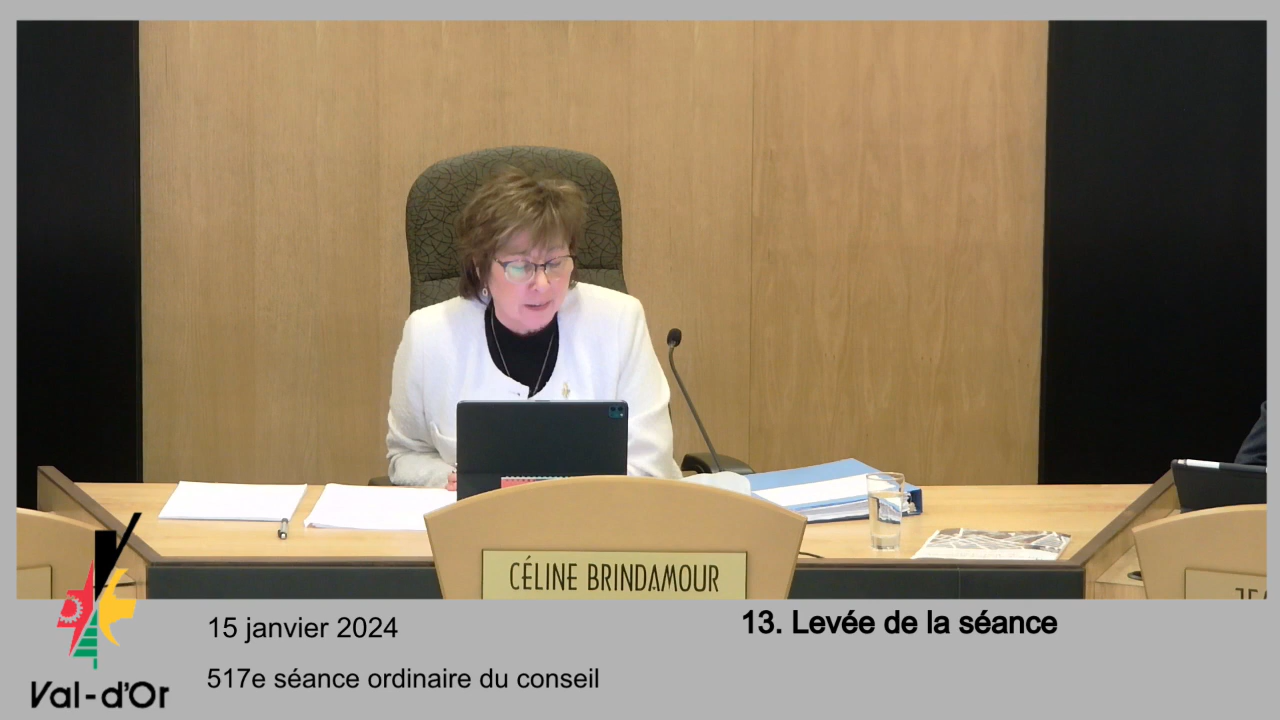 CÉLINE BRINDAMOUR
15 janvier 2024
13. Levée de la séance
517e séance ordinaire du conseil
Val-d'Or